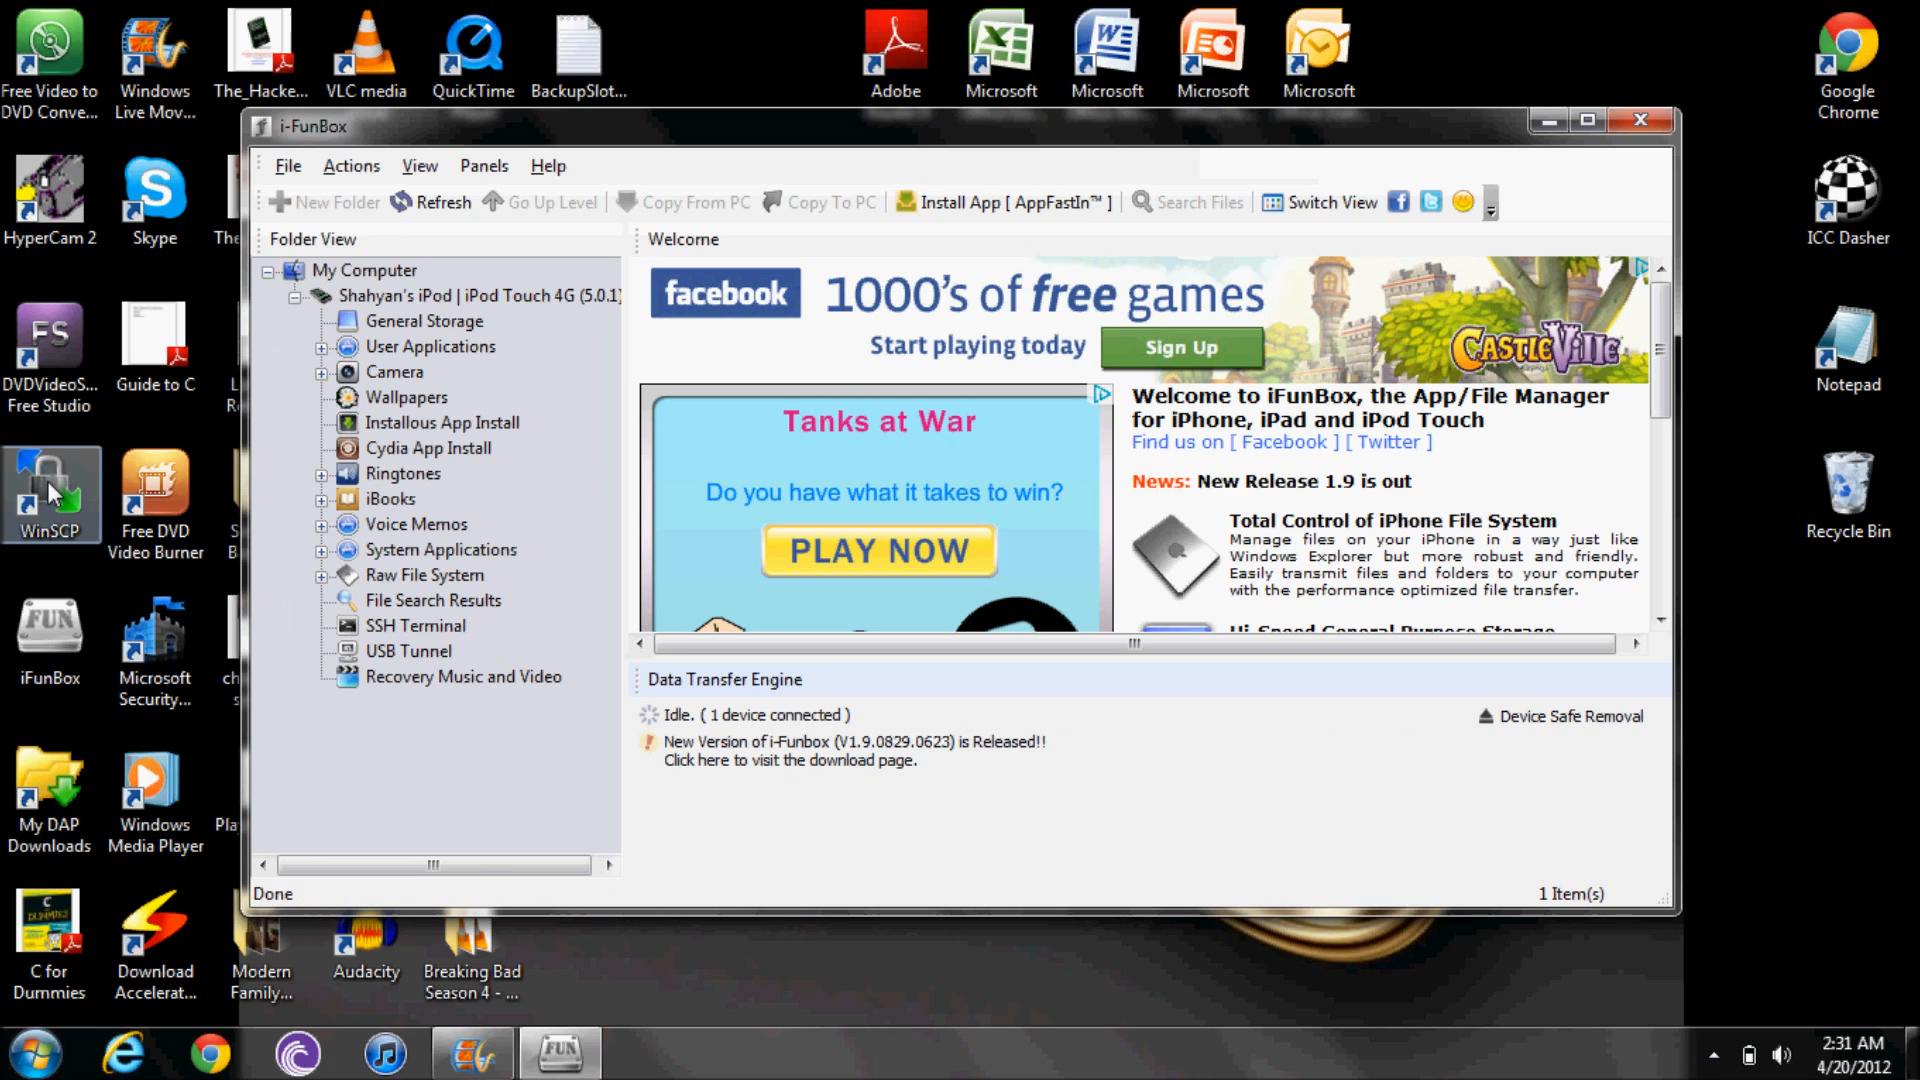 Free Video to
DVD Conve...
Windows
Live Mov...
The_Hacke...
VLC media
QuickTime
BackupSlot...
Adobe
Microsoft
Microsoft
Microsoft
Microsoft
Google
Chrome
HyperCam 2
Skype
The
ICC Dasher
DVDVideoS...
Free Studio
Guide to C
Notepad
WinSCP
Free DVD
Video Burner
Recycle Bin
FUN
iFunBox
Microsoft
Security...
My DAP
Downloads
Windows
Media Player
C for
Dummies
Download
Accelerat...
Modern
Family...
Audacity
Breaking Bad
Season 4 - ...
i-FunBox
File Actions View Panels Help
New Folder Refresh Go Up Level Copy From PC Copy To PC Install App [ AppFastIn™ ] Search Files Switch View
Folder View
My Computer
Shahyan's iPod | iPod Touch 4G (5.0.1)
General Storage
User Applications
Camera
Wallpapers
Installous App Install
Cydia App Install
Ringtones
iBooks
Voice Memos
System Applications
Raw File System
File Search Results
SSH Terminal
USB Tunnel
Recovery Music and Video
Welcome
facebook
1000's of free games
Start playing today
Sign Up
CASTLEVILLE
Tanks at War
Do you have what it takes to win?
PLAY NOW
Welcome to iFunBox, the App/File Manager
for iPhone, iPad and iPod Touch
Find us on [ Facebook ] [ Twitter ]
News: New Release 1.9 is out
Total Control of iPhone File System
Manage files on your iPhone in a way just like
Windows Explorer but more robust and friendly.
Easily transmit files and folders to your computer
with the performance optimized file transfer.
Hi-Speed General Purpose Storage
Data Transfer Engine
Idle. ( 1 device connected )
Device Safe Removal
New Version of i-Funbox (V1.9.0829.0623) is Released!!
Click here to visit the download page.
Done
1 Item(s)
FUN
2:31 AM
4/20/2012